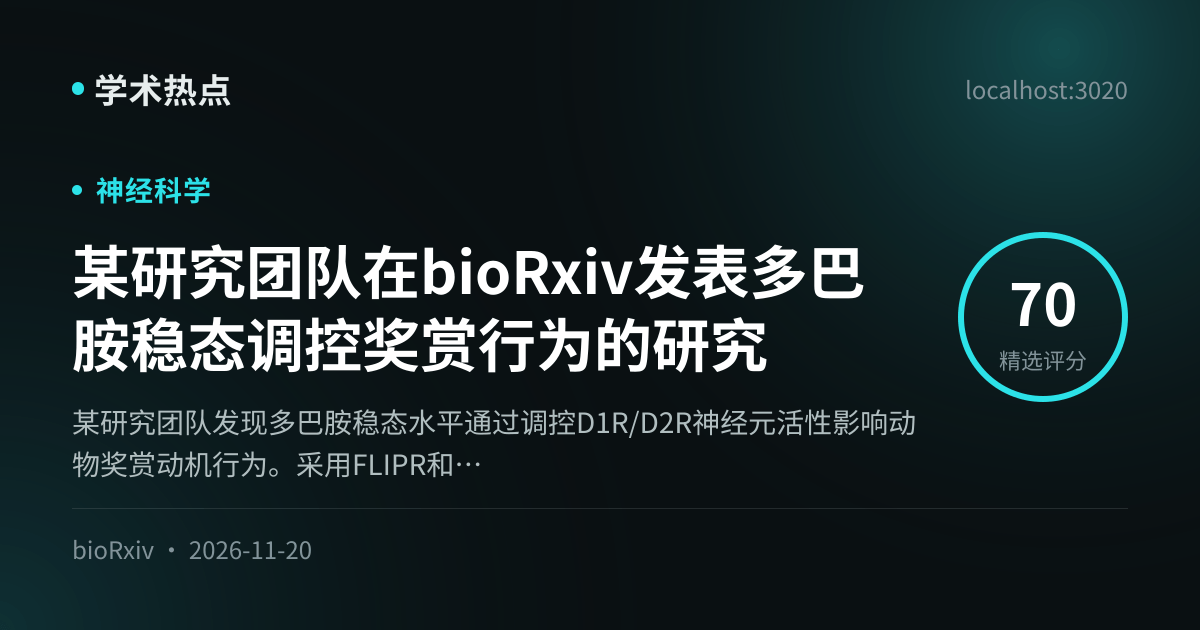 学术热点
localhost:3020
神经科学
某研究团队在bioRxiv发表多巴
胺稳态调控奖赏行为的研究
70
精选评分
某研究团队发现多巴胺稳态水平通过调控D1R/D2R神经元活性影响动
物奖赏动机行为。采用FLIPR和…
bioRxiv • 2026-11-20